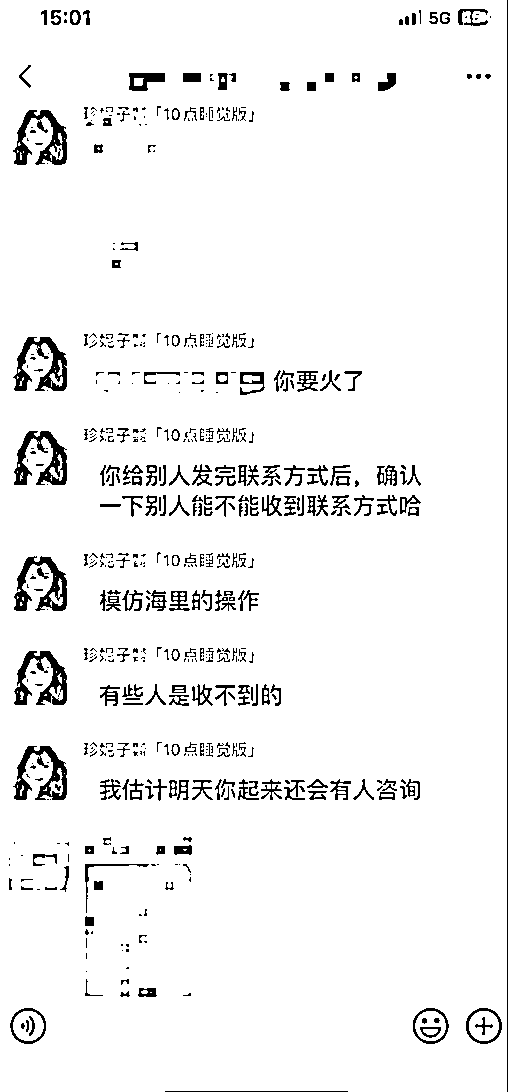 15:01
5G
珍妮子「10点睡觉版」
珍妮子「10点睡觉版」
你要火了
珍妮子「10点睡觉版」
你给别人发完联系方式后，确认
一下别人能不能收到联系方式哈
珍妮子「10点睡觉版」
模仿海里的操作
珍妮子「10点睡觉版」
有些人是收不到的
珍妮子「10点睡觉版」
我估计明天你起来还会有人咨询